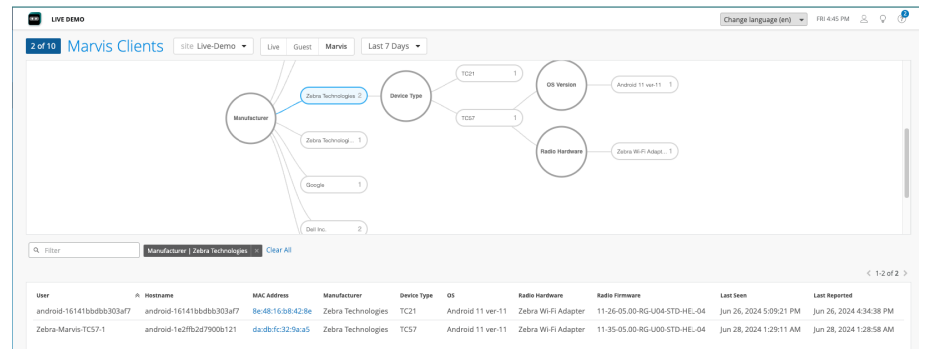 LIVE DEMO
Change language (en)
FRI 4:45 PM
2
2 of 10
Marvis Clients
site Live-Demo
Live
Guest
Marvis
Last 7 Days
Manufacturer
Zebra Technologies 2
Zebra Technologi... 1
Google 1
Dell Inc. 2
Device Type
TC21 1
TC57 1
OS Version
Android 11 ver-11 1
Radio Hardware
Zebra Wi-Fi Adapt... 1
Filter
Manufacturer | Zebra Technologies ×
Clear All
< 1-2 of 2 >
User Hostname MAC Address Manufacturer Device Type OS Radio Hardware Radio Firmware Last Seen Last Reported
android-16141bbdbb303af7 android-16141bbdbb303af7 8e:48:16:b8:42:8e Zebra Technologies TC21 Android 11 ver-11 Zebra Wi-Fi Adapter 11-26-05.00-RG-U04-STD-HEL-04 Jun 26, 2024 5:09:21 PM Jun 26, 2024 4:34:38 PM
Zebra-Marvis-TC57-1 android-1e2ffb2d7900b121 da:db:fc:32:9a:a5 Zebra Technologies TC57 Android 11 ver-11 Zebra Wi-Fi Adapter 11-35-05.00-RG-U00-STD-HEL-04 Jun 28, 2024 1:29:11 AM Jun 28, 2024 1:28:58 AM